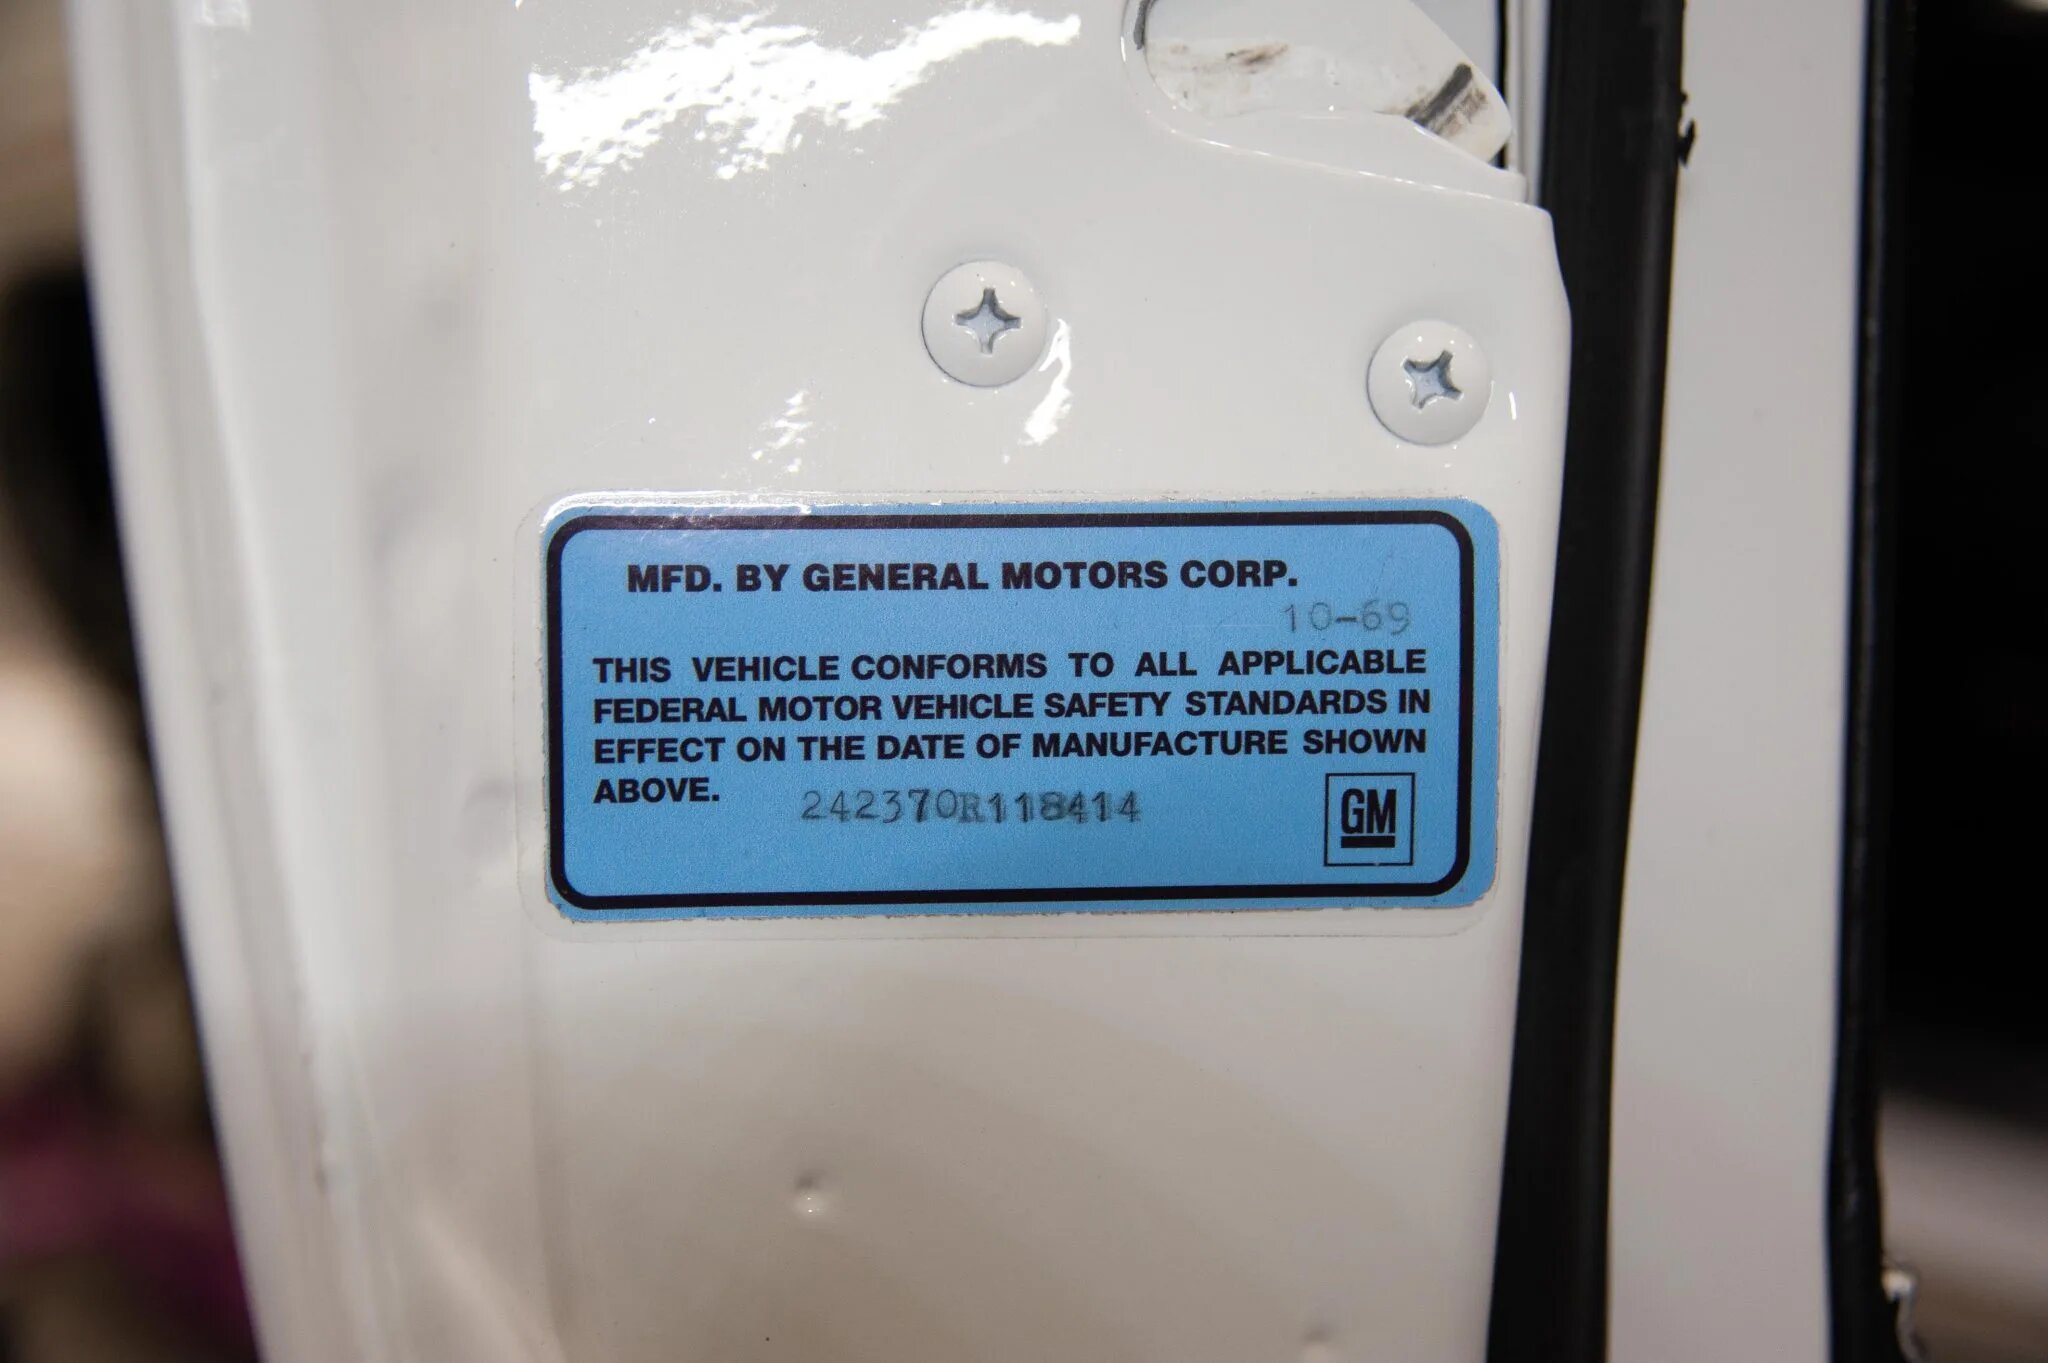 MFD. BY GENERAL MOTORS CORP.
10-69
THIS VEHICLE CONFORMS TO ALL APPLICABLE
FEDERAL MOTOR VEHICLE SAFETY STANDARDS IN
EFFECT ON THE DATE OF MANUFACTURE SHOWN
ABOVE.
242370R118414
GM